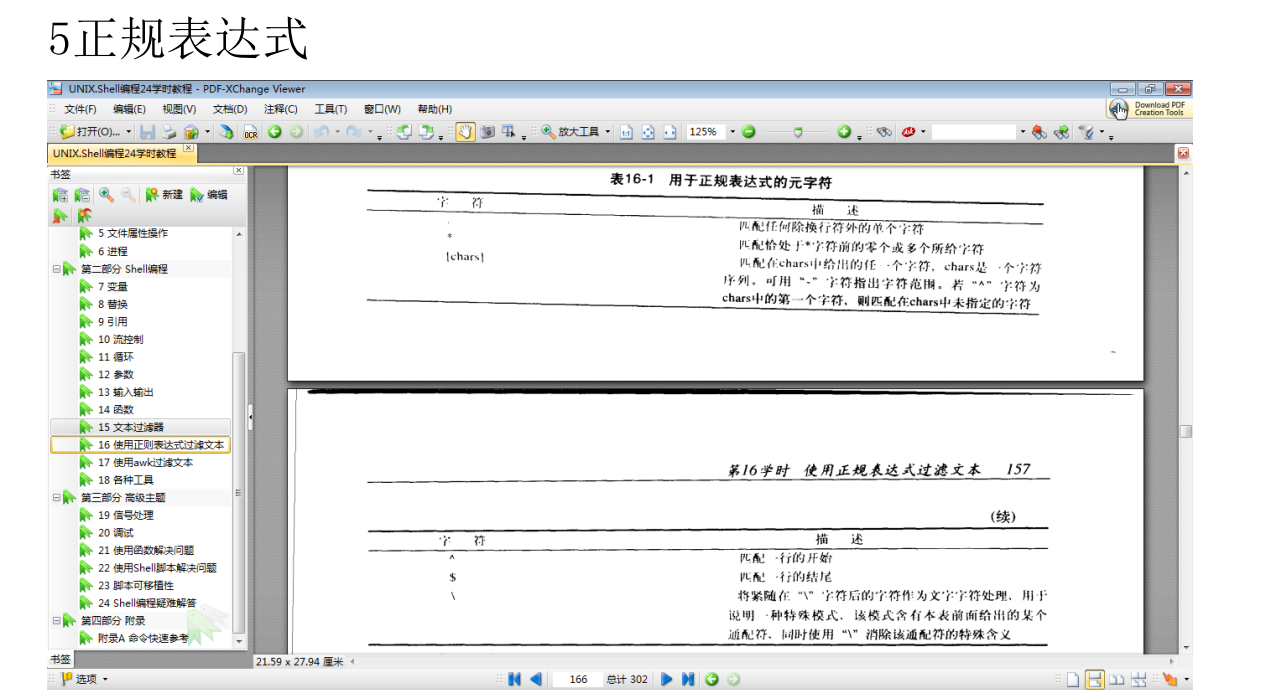 5正规表达式
UNIX.Shell编程24学时教程 - PDF-XChange Viewer
文件(F) 编辑(E) 视图(V) 文档(D) 注释(C) 工具(T) 窗口(W) 帮助(H)
Download PDF
Creation Tools
打开(O)... OCR 放大工具 125%
UNIX.Shell编程24学时教程
书签
新建 编辑
5 文件属性操作
6 进程
第二部分 Shell编程
7 变量
8 替换
9 引用
10 流控制
11 循环
12 参数
13 输入输出
14 函数
15 文本过滤器
16 使用正则表达式过滤文本
17 使用awk过滤文本
18 各种工具
第三部分 高级主题
19 信号处理
20 调试
21 使用函数解决问题
22 使用Shell脚本解决问题
23 脚本可移植性
24 Shell编程疑难解答
第四部分 附录
附录A 命令快速参考
书签
表16-1 用于正规表达式的元字符
字 符 描 述
. 匹配任何除换行符外的单个字符
* 匹配恰处于*字符前的零个或多个所给字符
[chars] 匹配在chars中给出的任一个字符，chars是一个字符
序列。可用“-”字符指出字符范围。若“^”字符为
chars中的第一个字符，则匹配在chars中未指定的字符
第16学时 使用正规表达式过滤文本 157
(续)
字 符 描 述
^ 匹配一行的开始
$ 匹配一行的结尾
\ 将紧随在“\”字符后的字符作为文字字符处理，用于
说明一种特殊模式，该模式含有本表前面给出的某个
通配符，同时使用“\”消除该通配符的特殊含义
21.59 x 27.94 厘米
选项 166 总计 302